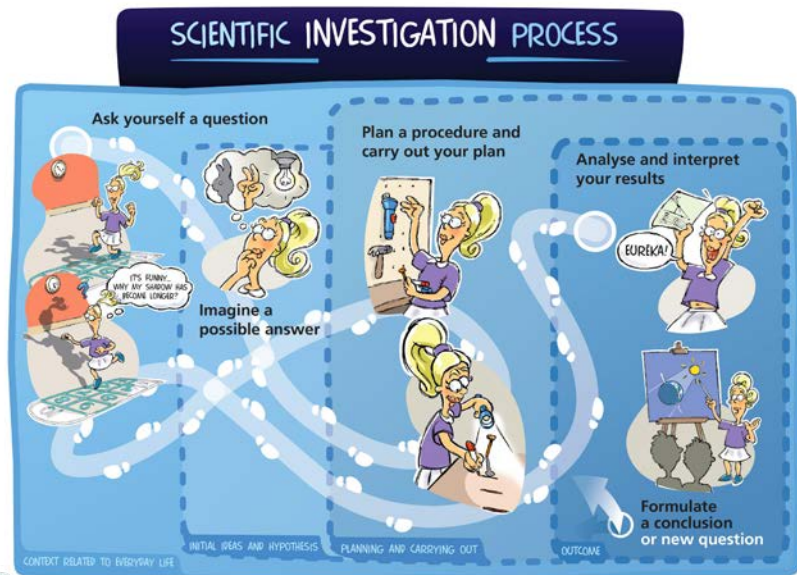 SCIENTIFIC INVESTIGATION PROCESS
Ask yourself a question
IT'S FUNNY...
WHY MY SHADOW HAS
BECOME LONGER?
Imagine a
possible answer
Plan a procedure and
carry out your plan
Analyse and interpret
your results
EURÊKA!
Formulate
a conclusion
or new question
CONTEXT RELATED TO EVERYDAY LIFE
INITIAL IDEAS AND HYPOTHESIS
PLANNING AND CARRYING OUT
OUTCOME